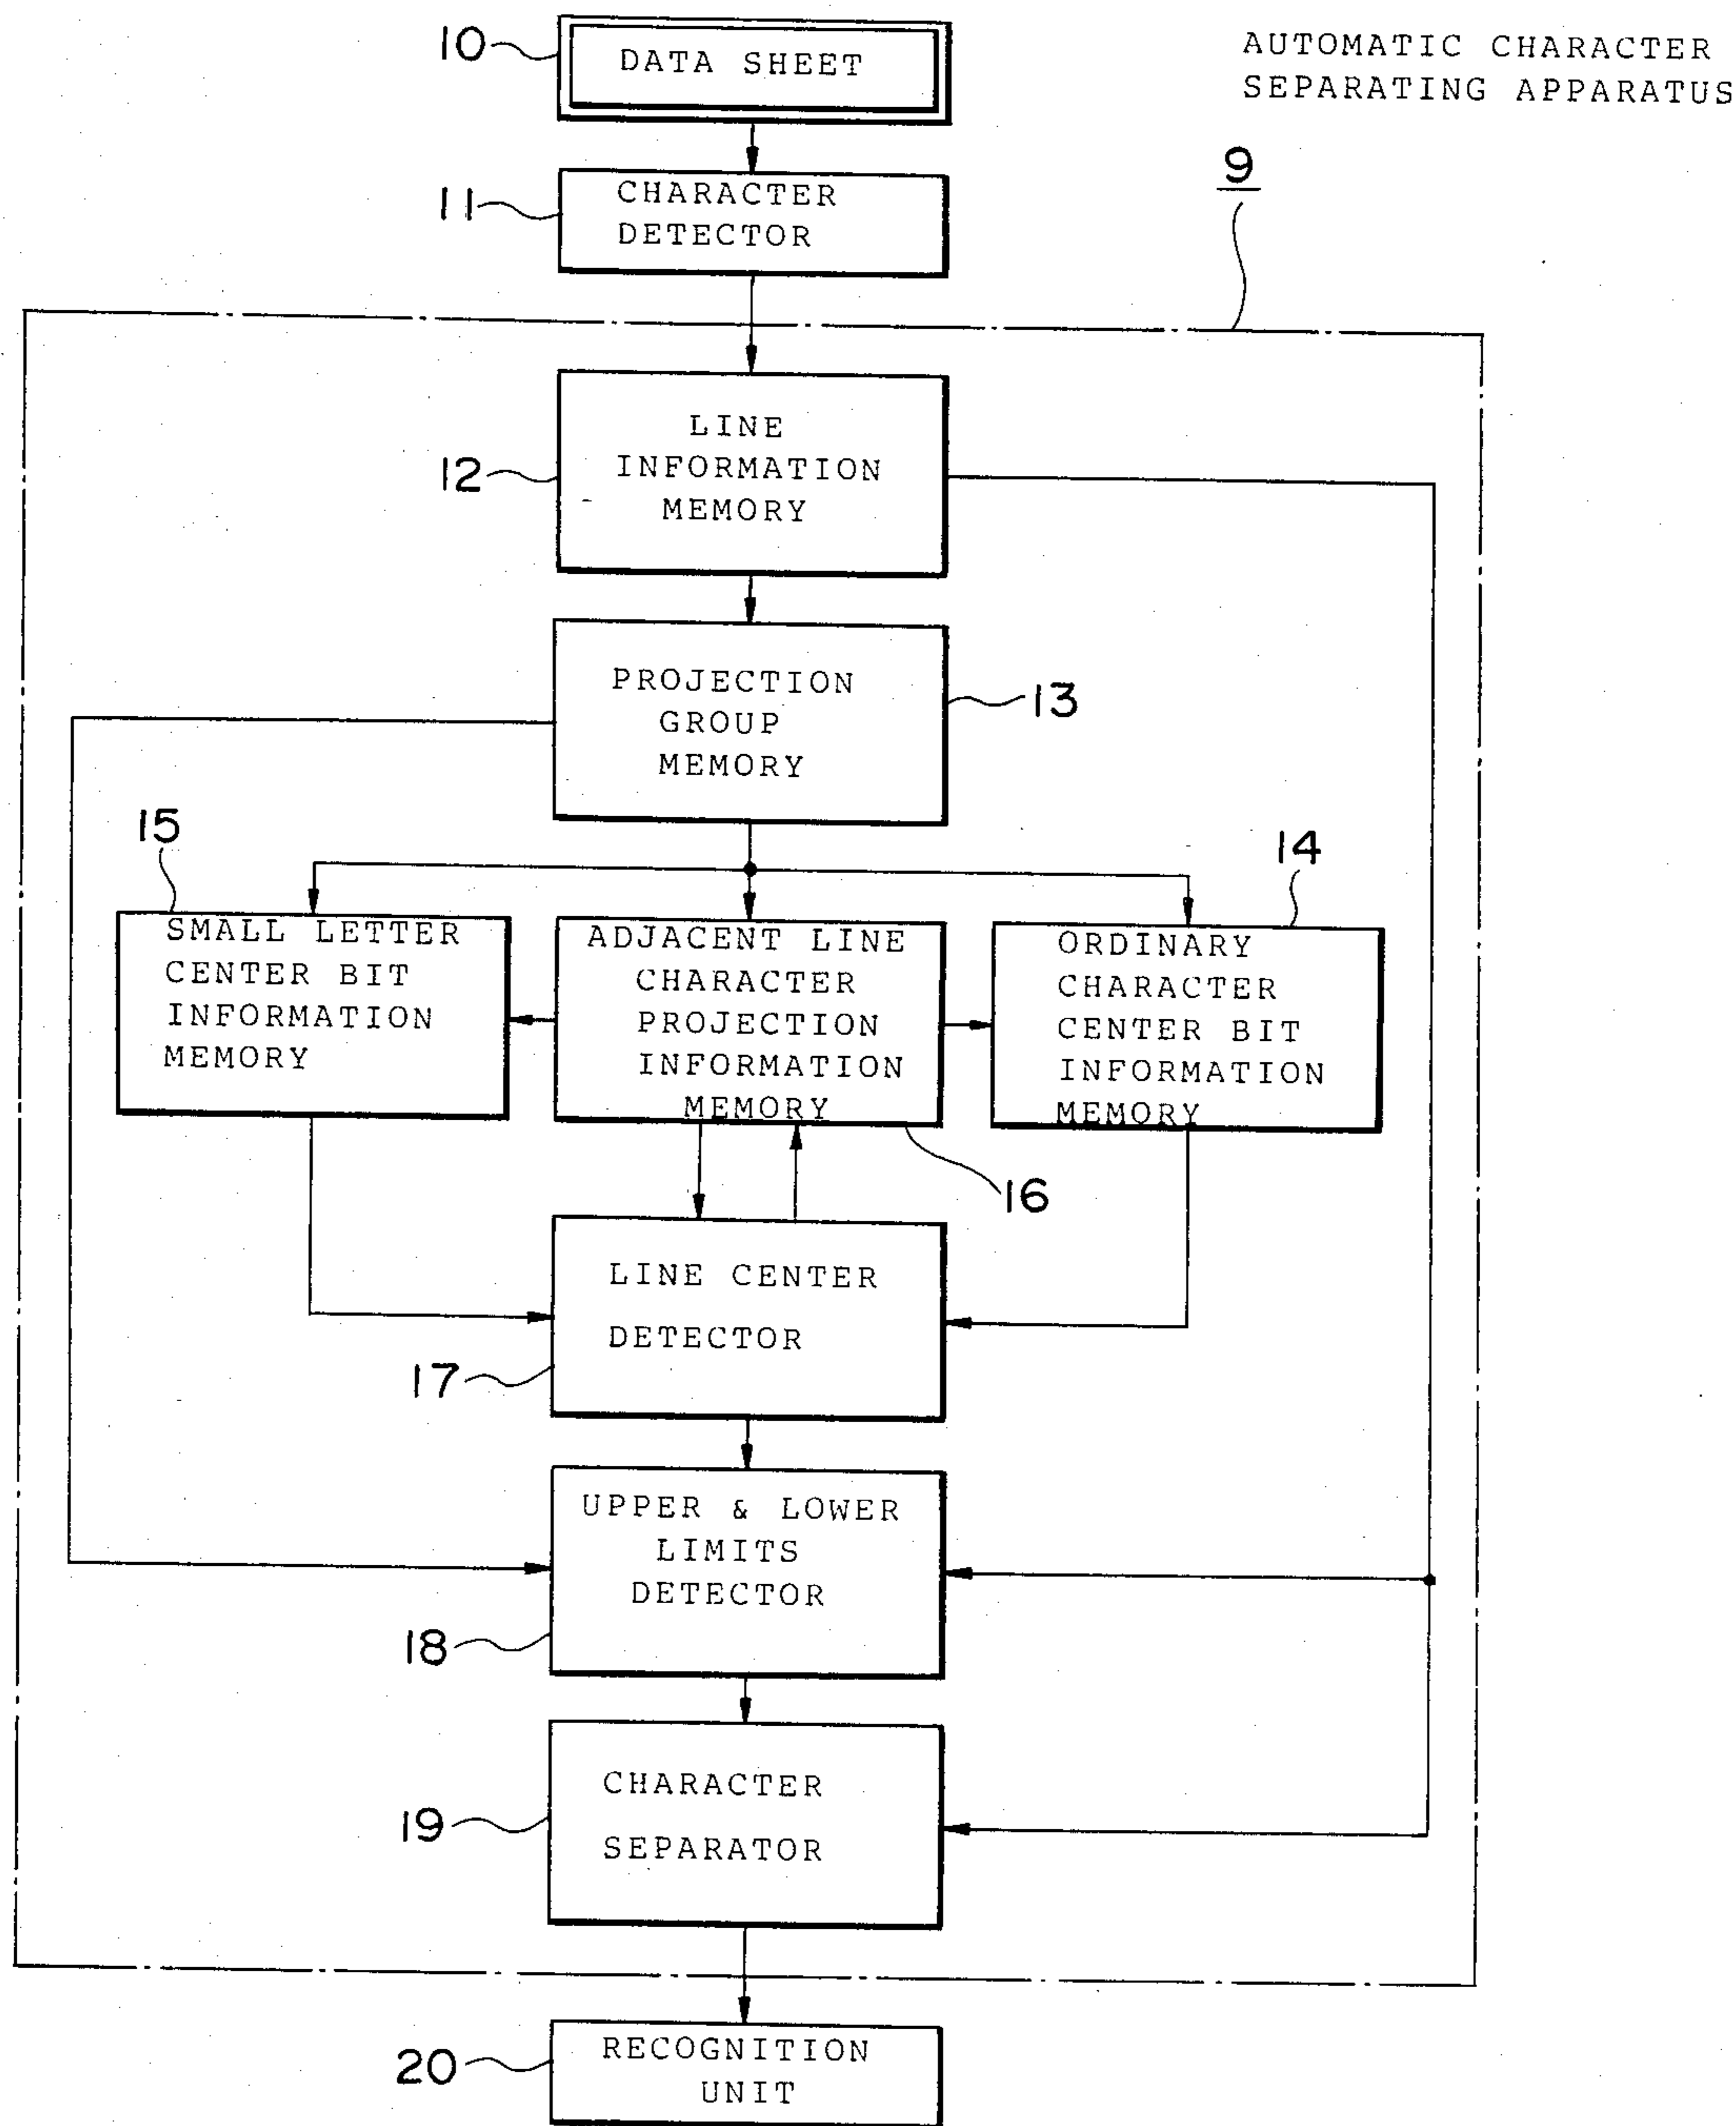 AUTOMATIC CHARACTER
SEPARATING APPARATUS
9
10
DATA SHEET
11
CHARACTER
DETECTOR
12
LINE
INFORMATION
MEMORY
PROJECTION
GROUP
MEMORY
13
15
SMALL LETTER
CENTER BIT
INFORMATION
MEMORY
ADJACENT LINE
CHARACTER
PROJECTION
INFORMATION
MEMORY
16
14
ORDINARY
CHARACTER
CENTER BIT
INFORMATION
MEMORY
LINE CENTER
DETECTOR
17
UPPER & LOWER
LIMITS
DETECTOR
18
CHARACTER
SEPARATOR
19
RECOGNITION
UNIT
20